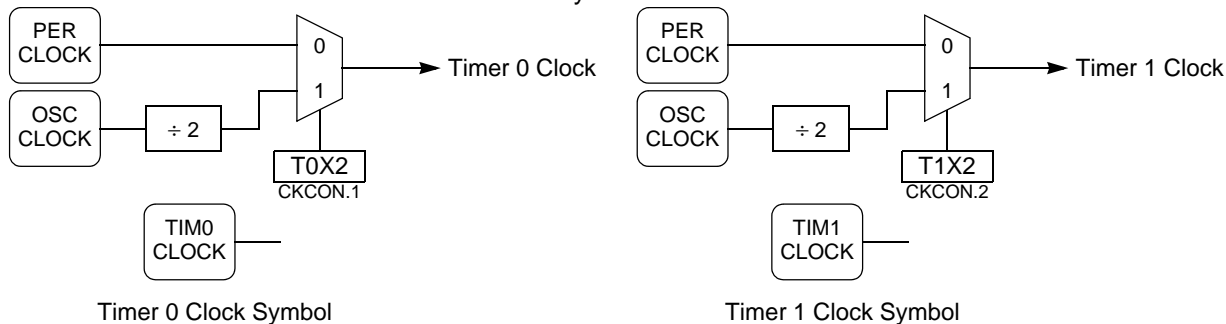 PER
CLOCK
0
Timer 0 Clock
OSC
CLOCK
÷ 2
1
T0X2
CKCON.1
TIM0
CLOCK
Timer 0 Clock Symbol
PER
CLOCK
0
Timer 1 Clock
OSC
CLOCK
÷ 2
1
T1X2
CKCON.2
TIM1
CLOCK
Timer 1 Clock Symbol